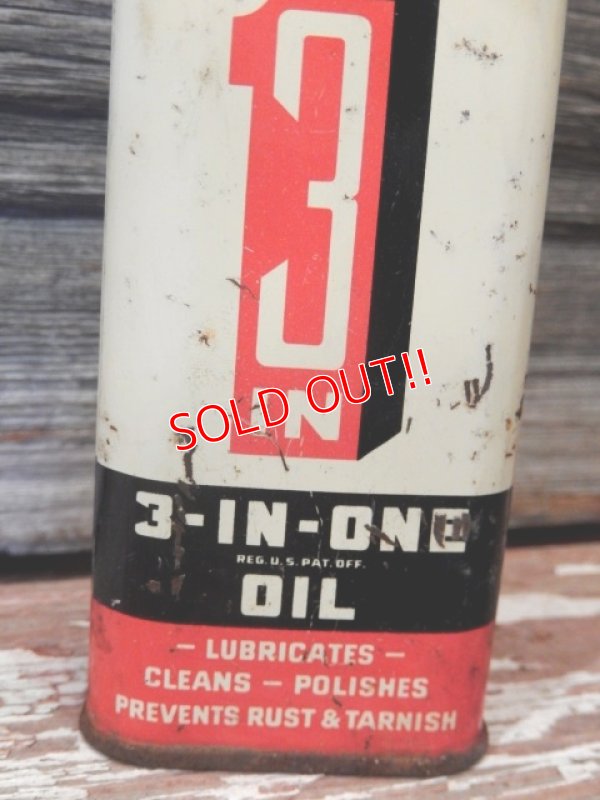 3
IN
SOLD OUT!!
3-IN-ONE
REG. U. S. PAT. OFF.
OIL
— LUBRICATES —
CLEANS — POLISHES
PREVENTS RUST & TARNISH